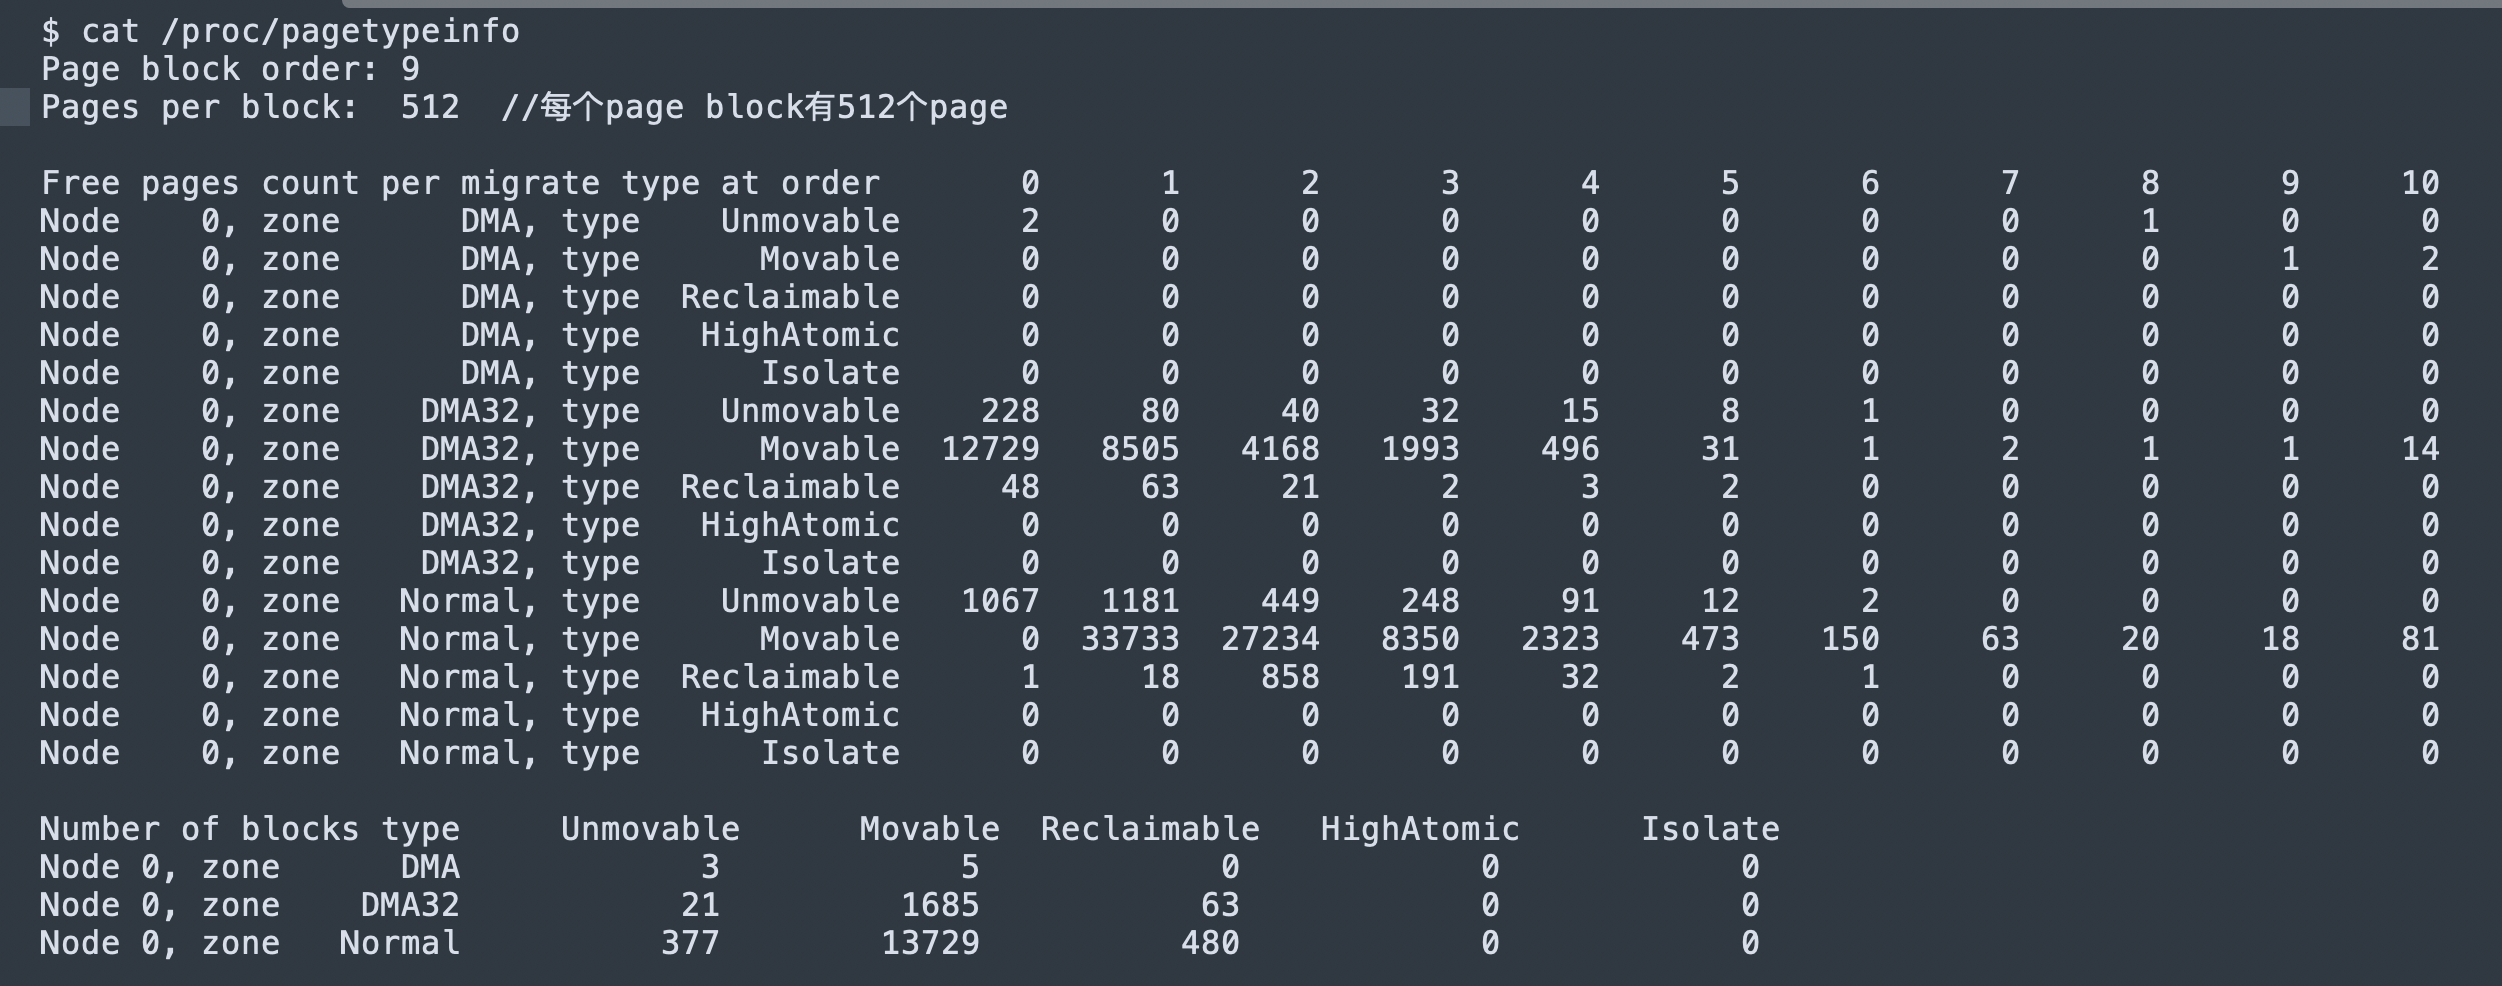 $ cat /proc/pagetypeinfo
Page block order: 9
Pages per block:  512  //每个page block有512个page
Free pages count per migrate type at order       0      1      2      3      4      5      6      7      8      9     10
Node    0, zone      DMA, type    Unmovable      2      0      0      0      0      0      0      0      1      0      0
Node    0, zone      DMA, type      Movable      0      0      0      0      0      0      0      0      0      1      2
Node    0, zone      DMA, type  Reclaimable      0      0      0      0      0      0      0      0      0      0      0
Node    0, zone      DMA, type   HighAtomic      0      0      0      0      0      0      0      0      0      0      0
Node    0, zone      DMA, type      Isolate      0      0      0      0      0      0      0      0      0      0      0
Node    0, zone    DMA32, type    Unmovable    228     80     40     32     15      8      1      0      0      0      0
Node    0, zone    DMA32, type      Movable  12729   8505   4168   1993    496     31      1      2      1      1     14
Node    0, zone    DMA32, type  Reclaimable     48     63     21      2      3      2      0      0      0      0      0
Node    0, zone    DMA32, type   HighAtomic      0      0      0      0      0      0      0      0      0      0      0
Node    0, zone    DMA32, type      Isolate      0      0      0      0      0      0      0      0      0      0      0
Node    0, zone   Normal, type    Unmovable   1067   1181    449    248     91     12      2      0      0      0      0
Node    0, zone   Normal, type      Movable      0  33733  27234   8350   2323    473    150     63     20     18     81
Node    0, zone   Normal, type  Reclaimable      1     18    858    191     32      2      1      0      0      0      0
Node    0, zone   Normal, type   HighAtomic      0      0      0      0      0      0      0      0      0      0      0
Node    0, zone   Normal, type      Isolate      0      0      0      0      0      0      0      0      0      0      0
Number of blocks type     Unmovable      Movable  Reclaimable   HighAtomic      Isolate
Node 0, zone      DMA            3            5            0            0            0
Node 0, zone    DMA32           21         1685           63            0            0
Node 0, zone   Normal          377        13729          480            0            0